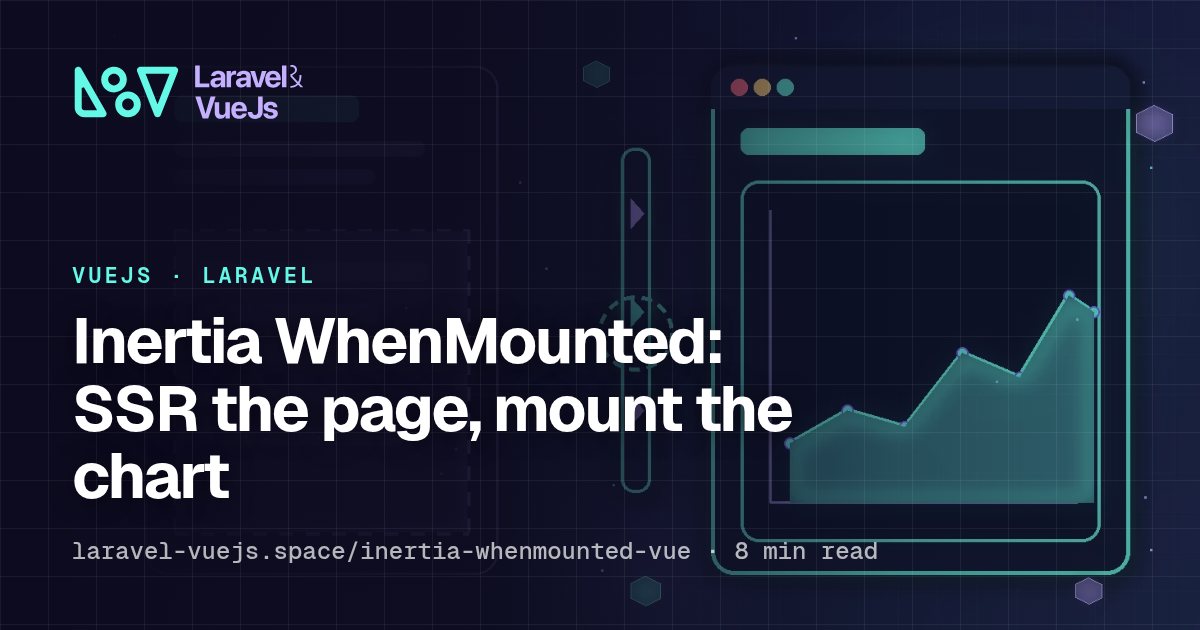 Laravel&
VueJs
VUEJS · LARAVEL
Inertia WhenMounted:
SSR the page, mount the
chart
laravel-vuejs.space/inertia-whenmounted-vue · 8 min read